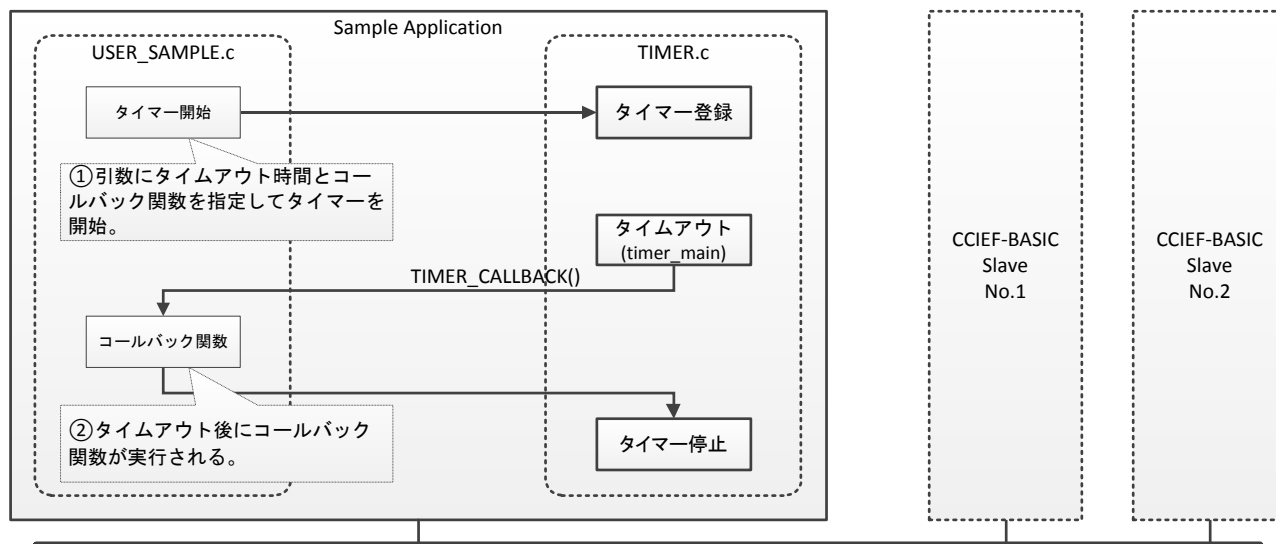 Sample Application
USER_SAMPLE.c
TIMER.c
タイマー開始
タイマー登録
①引数にタイムアウト時間とコー
ルバック関数を指定してタイマーを
開始。
タイムアウト
(timer_main)
TIMER_CALLBACK()
コールバック関数
②タイムアウト後にコールバック
関数が実行される。
タイマー停止
CCIEF-BASIC
Slave
No.1
CCIEF-BASIC
Slave
No.2